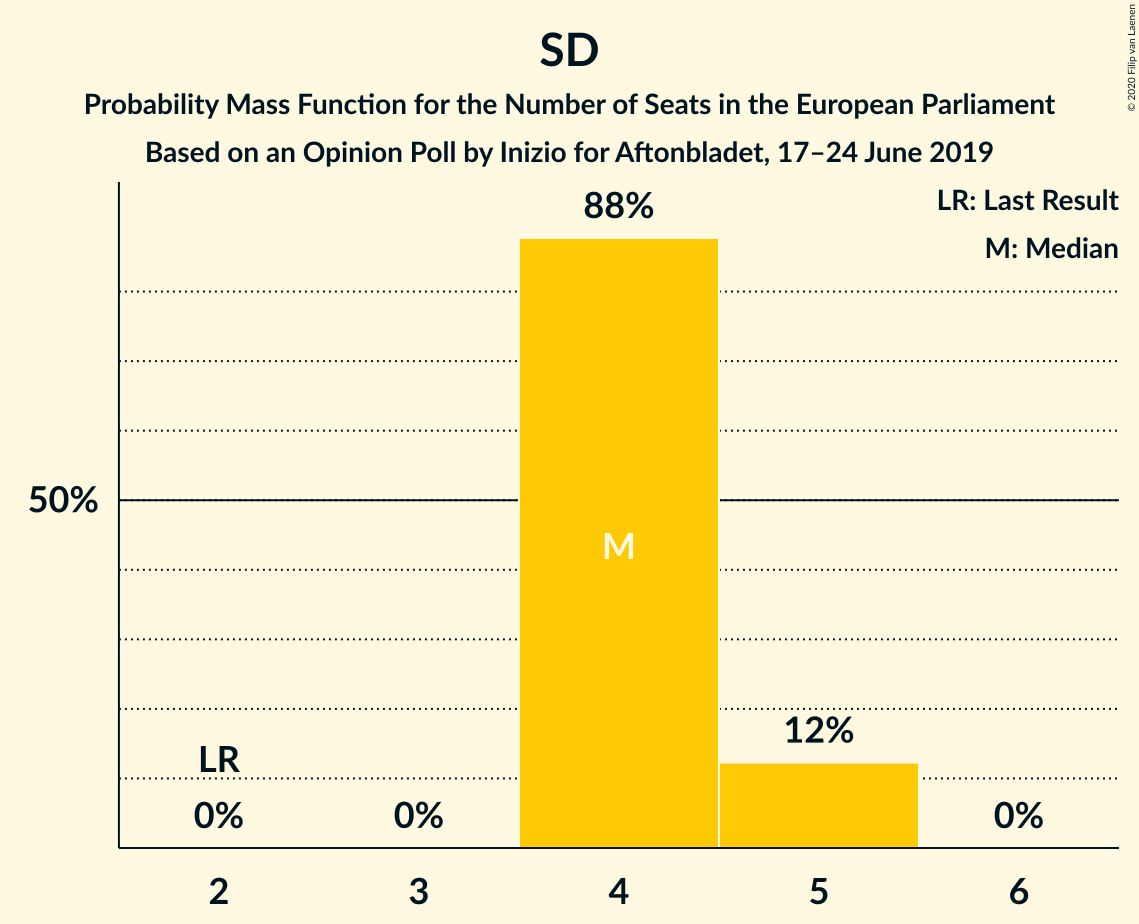 SD
Probability Mass Function for the Number of Seats in the European Parliament
Based on an Opinion Poll by Inizio for Aftonbladet, 17–24 June 2019
© 2020 Filip van Laenen
LR: Last Result
M: Median
88%
50%
M
12%
LR
0%
0%
0%
2
3
4
5
6